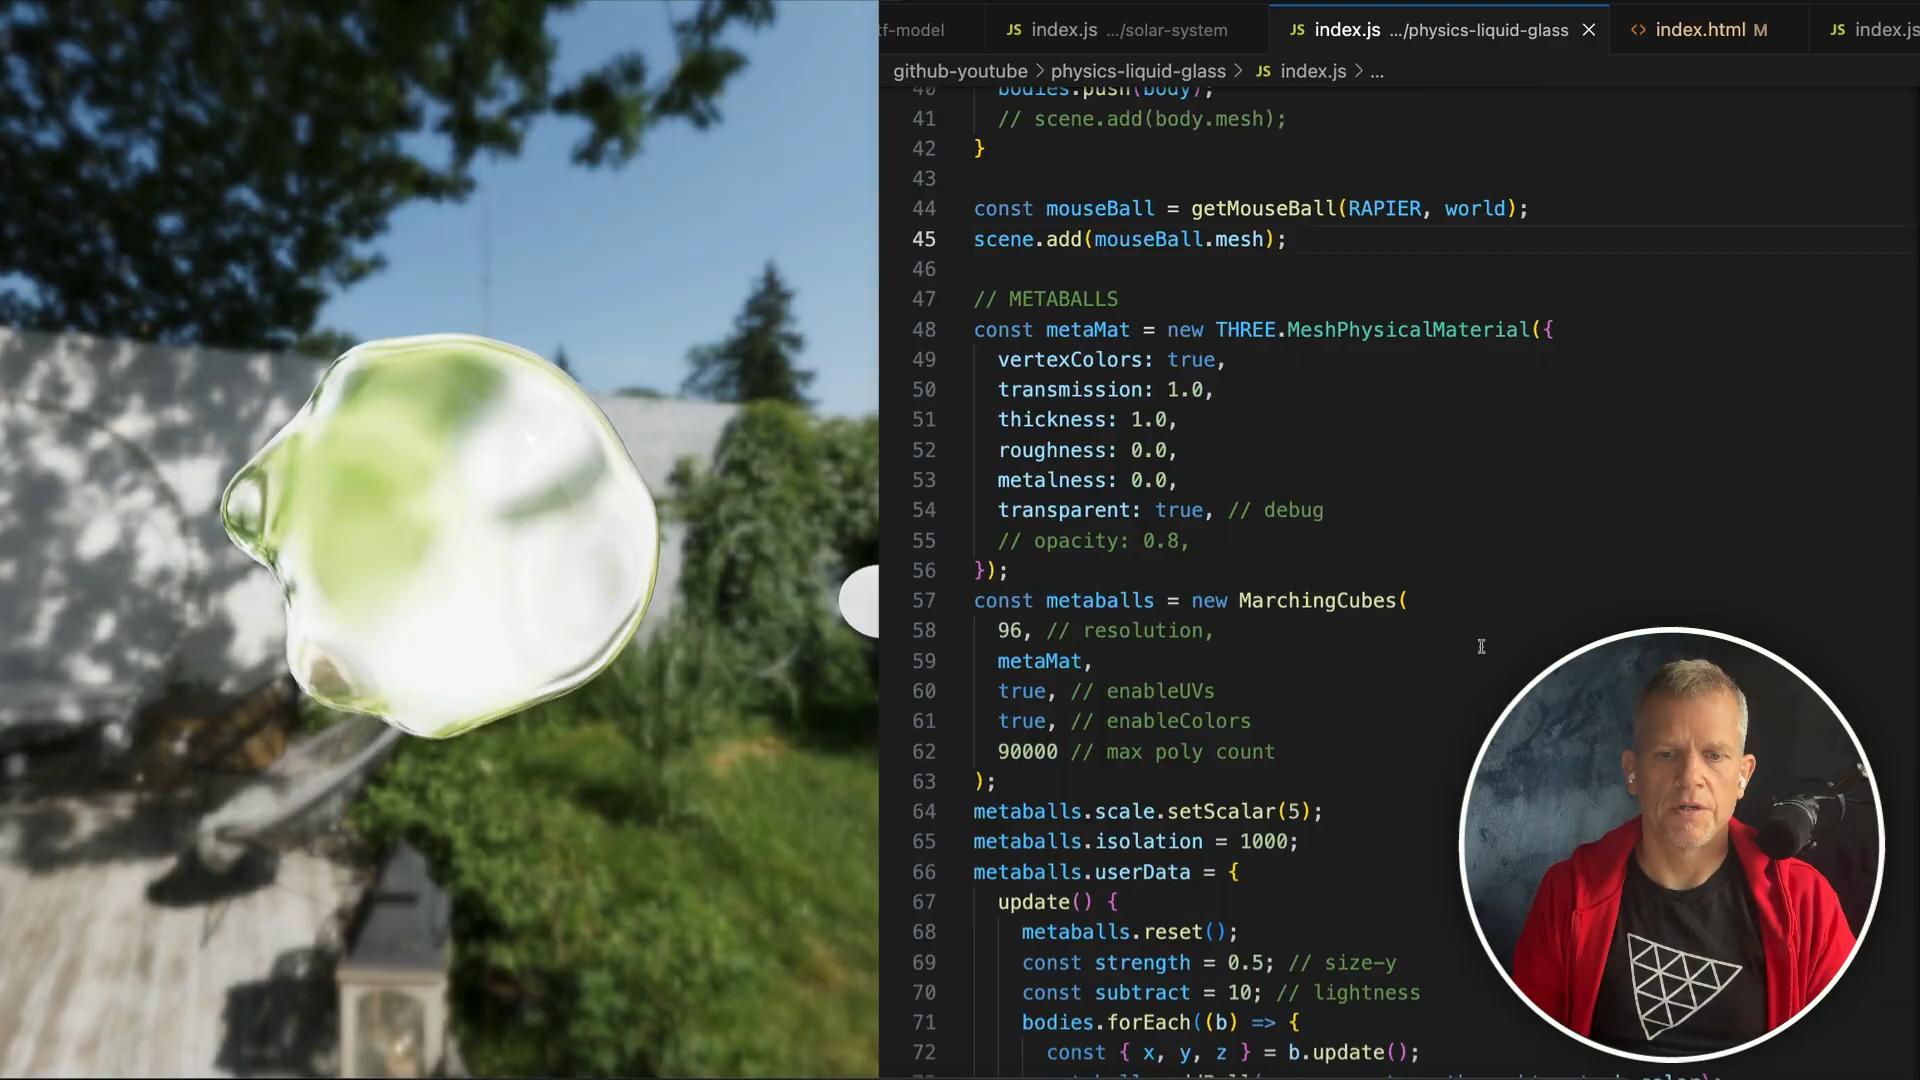 tf-model
JS index.js .../solar-system
JS index.js .../physics-liquid-glass
<> index.html M
JS index.js
github-youtube > physics-liquid-glass > JS index.js > ...
40 bodies.push(body);
41 // scene.add(body.mesh);
42 }
43
44 const mouseBall = getMouseBall(RAPIER, world);
45 scene.add(mouseBall.mesh);
46
47 // METABALLS
48 const metaMat = new THREE.MeshPhysicalMaterial({
49 vertexColors: true,
50 transmission: 1.0,
51 thickness: 1.0,
52 roughness: 0.0,
53 metalness: 0.0,
54 transparent: true, // debug
55 // opacity: 0.8,
56 });
57 const metaballs = new MarchingCubes(
58 96, // resolution,
59 metaMat,
60 true, // enableUVs
61 true, // enableColors
62 90000 // max poly count
63 );
64 metaballs.scale.setScalar(5);
65 metaballs.isolation = 1000;
66 metaballs.userData = {
67 update() {
68 metaballs.reset();
69 const strength = 0.5; // size-y
70 const subtract = 10; // lightness
71 bodies.forEach((b) => {
72 const { x, y, z } = b.update();